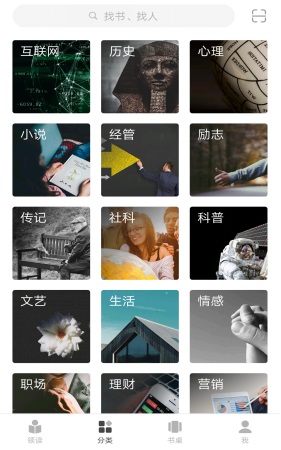 找书、找人
互联网 历史 心理
小说 经管 励志
传记 社科 科普
文艺 生活 情感
职场 理财 营销
领读 分类 书桌 我